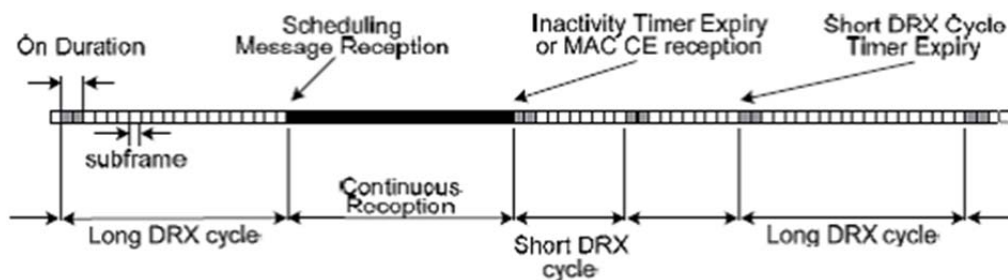 Scheduling
Message Reception
Inactivity Timer Expiry
or MAC CE reception
Short DRX Cycle
Timer Expiry
On Duration
subframe
Continuous
Reception
Long DRX cycle
Short DRX
cycle
Long DRX cycle